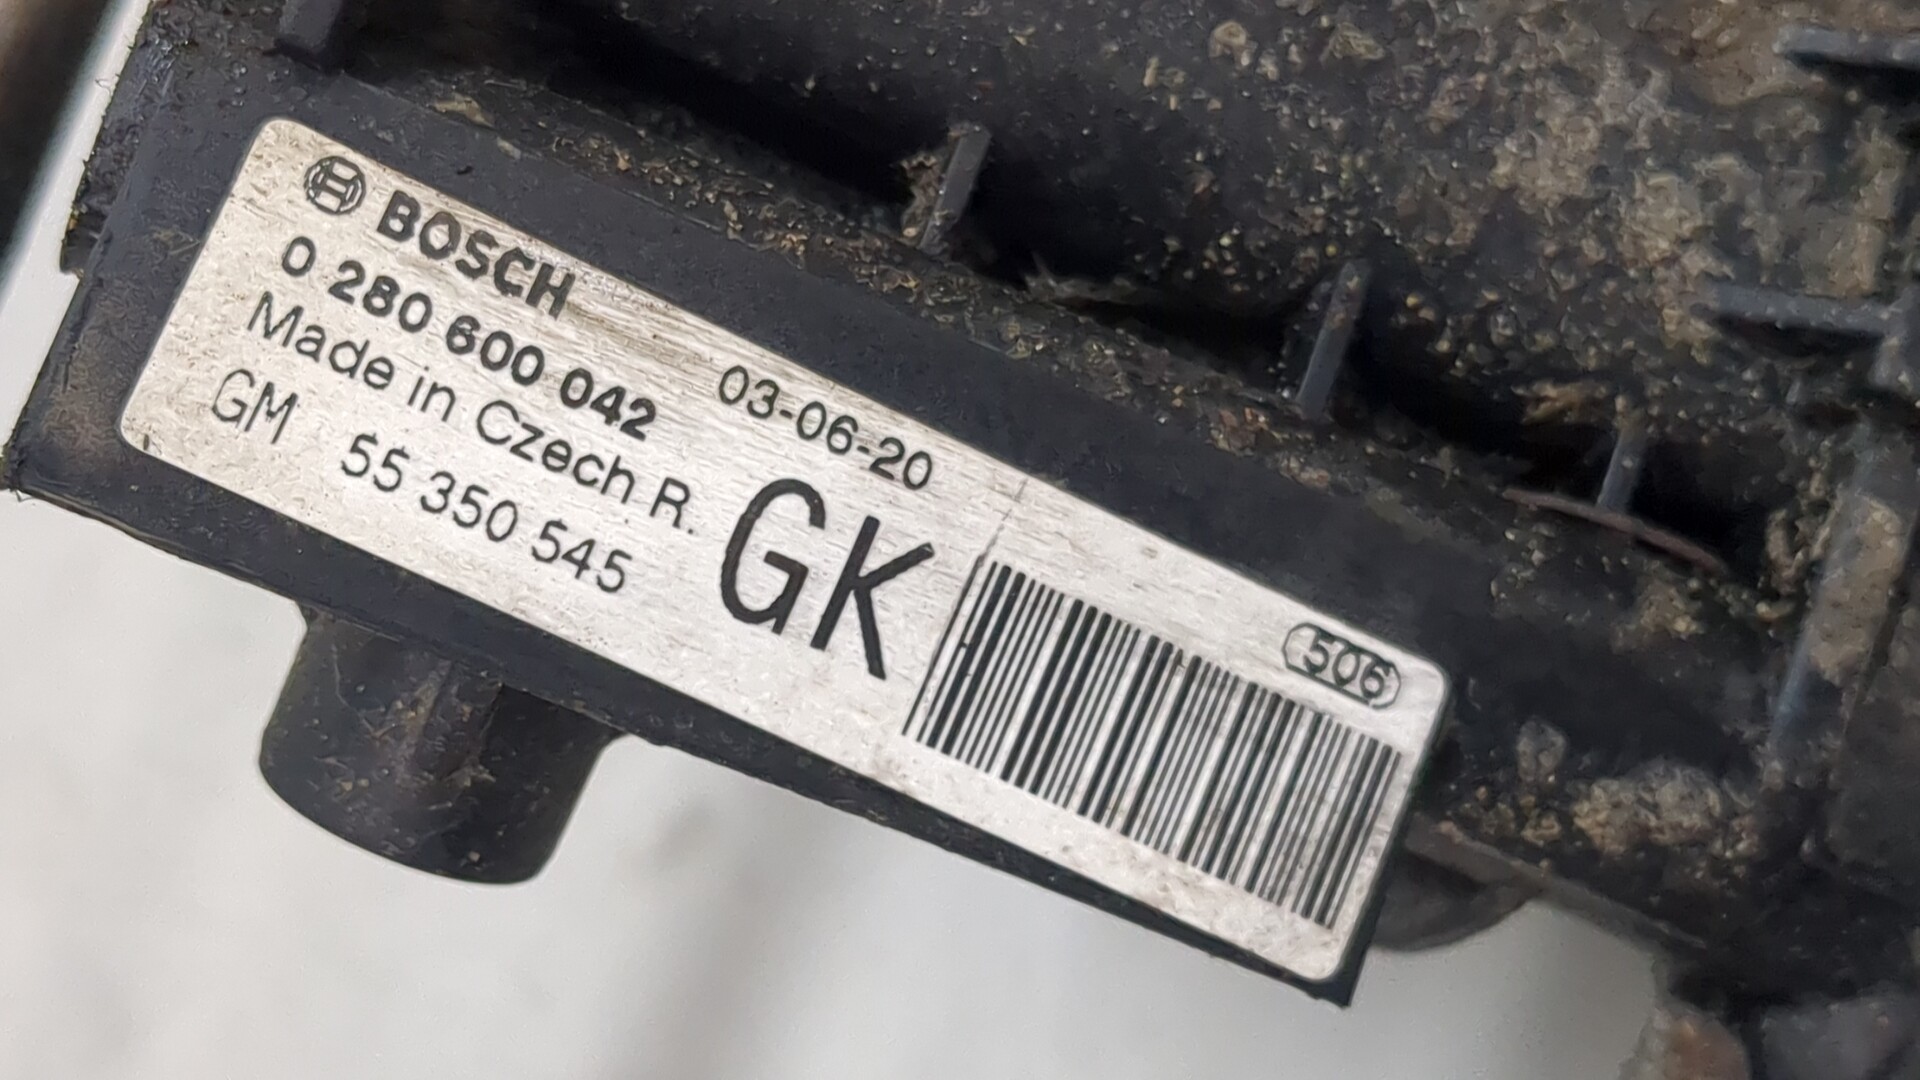 BOSCH
0 280 600 042 03-06-20
Made in Czech R.
GM 55 350 545
GK
506